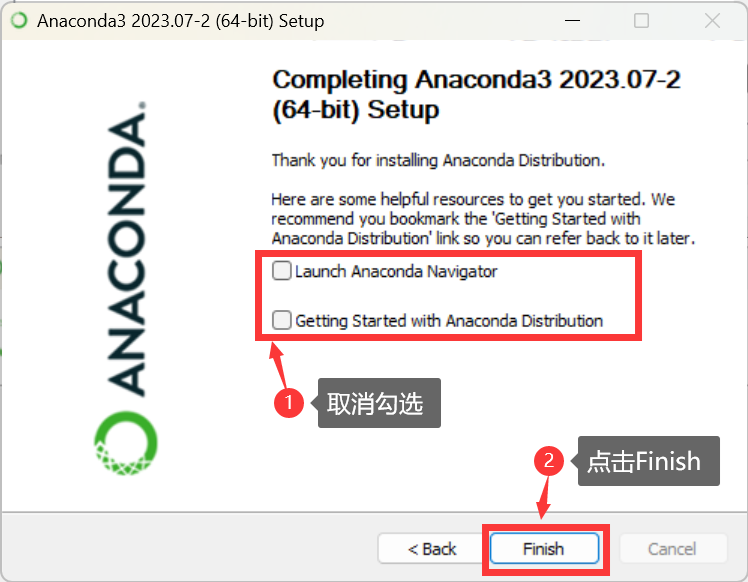 Anaconda3 2023.07-2 (64-bit) Setup
ANACONDA.
Completing Anaconda3 2023.07-2
(64-bit) Setup
Thank you for installing Anaconda Distribution.
Here are some helpful resources to get you started. We
recommend you bookmark the 'Getting Started with
Anaconda Distribution' link so you can refer back to it later.
Launch Anaconda Navigator
Getting Started with Anaconda Distribution
1 取消勾选
2 点击Finish
< Back Finish Cancel